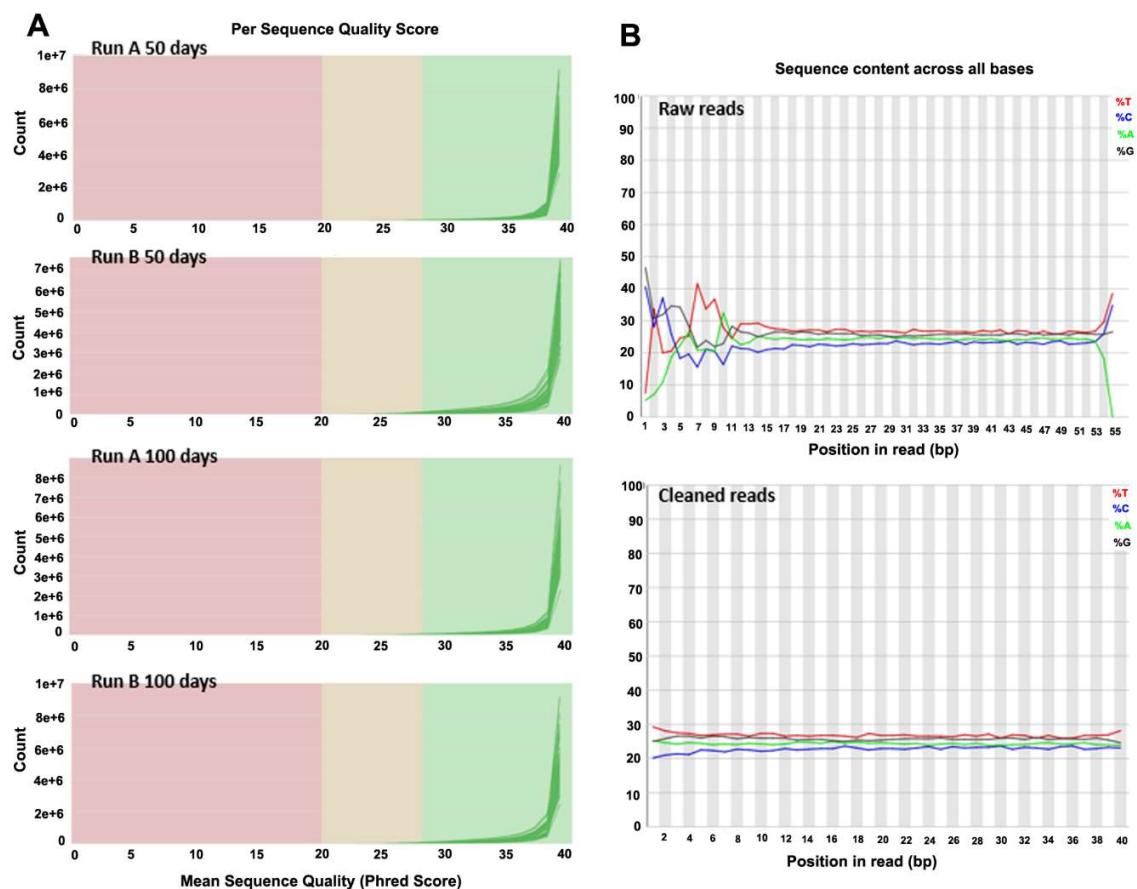 A
Per Sequence Quality Score
Run A 50 days
1e+7
8e+6
6e+6
4e+6
2e+6
0
Count
0 5 10 15 20 25 30 35 40
Run B 50 days
7e+6
6e+6
5e+6
4e+6
3e+6
2e+6
1e+6
0
Count
0 5 10 15 20 25 30 35 40
Run A 100 days
8e+6
7e+6
6e+6
5e+6
4e+6
3e+6
2e+6
1e+6
0
Count
0 5 10 15 20 25 30 35 40
Run B 100 days
1e+7
8e+6
6e+6
4e+6
2e+6
0
Count
0 5 10 15 20 25 30 35 40
Mean Sequence Quality (Phred Score)
B
Sequence content across all bases
Raw reads
%T
%C
%A
%G
100
90
80
70
60
50
40
30
20
10
0
1 3 5 7 9 11 13 15 17 19 21 23 25 27 29 31 33 35 37 39 41 43 45 47 49 51 53 55
Position in read (bp)
Cleaned reads
%T
%C
%A
%G
100
90
80
70
60
50
40
30
20
10
0
2 4 6 8 10 12 14 16 18 20 22 24 26 28 30 32 34 36 38 40
Position in read (bp)